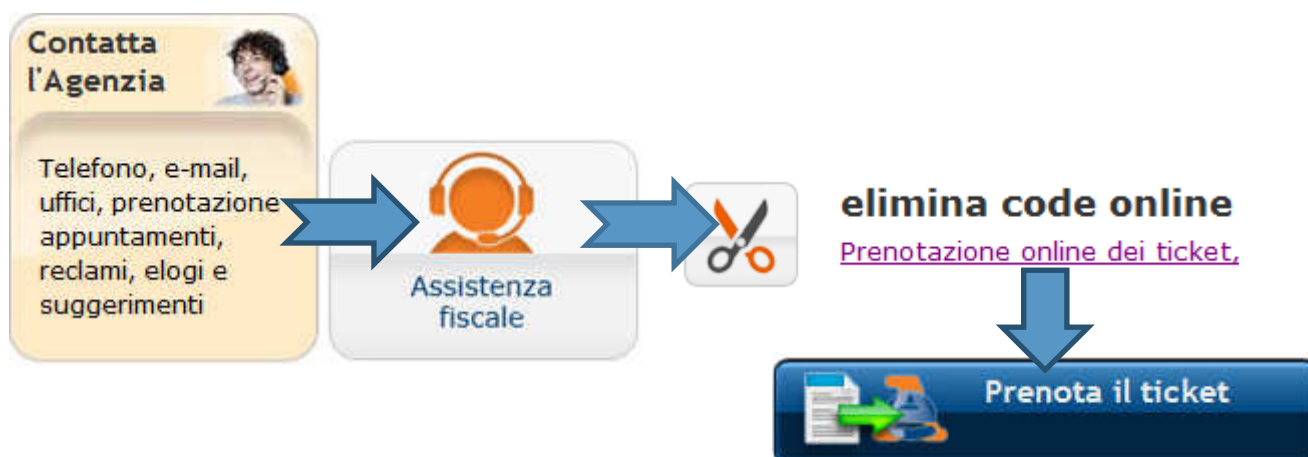 Contatta
l'Agenzia
Telefono, e-mail,
uffici, prenotazione
appuntamenti,
reclami, elogi e
suggerimenti
Assistenza
fiscale
elimina code online
Prenotazione online dei ticket,
Prenota il ticket